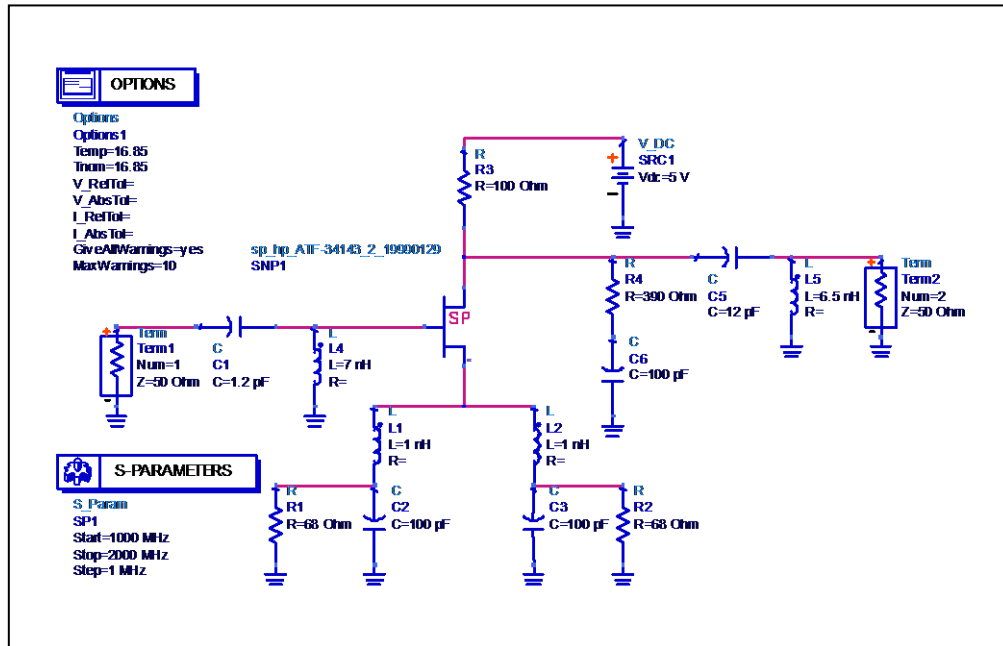 OPTIONS
Options
Options1
Temp=16.85
Tnom=16.85
V_RelTol=
V_AbsTol=
I_RelTol=
I_AbsTol=
GiveAllWarnings=yes
MaxWarnings=10
R
R3
R=100 Ohm
V_DC
SRC1
Vdc=5 V
sp_hp_ATF-34143_2_19990129
SNP1
SP
R
R4
R=390 Ohm
C
C5
C=12 pF
L
L5
L=6.5 nH
R=
Term
Term2
Num=2
Z=50 Ohm
Term
Term1
Num=1
Z=50 Ohm
C
C1
C=1.2 pF
L
L4
L=7 nH
R=
C
C6
C=100 pF
L
L1
L=1 nH
R=
L
L2
L=1 nH
R=
R
R1
R=68 Ohm
C
C2
C=100 pF
C
C3
C=100 pF
R
R2
R=68 Ohm
S-PARAMETERS
S_Param
SP1
Start=1000 MHz
Stop=2000 MHz
Step=1 MHz